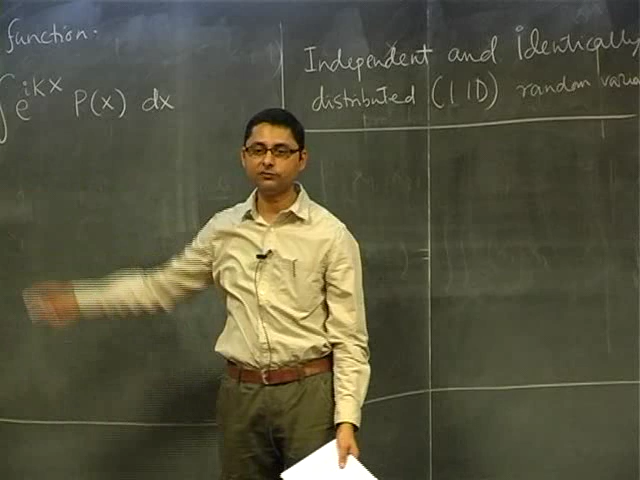 function.
∫ e^{ikx} P(x) dx
Independent and identically
distributed (IID) random varia